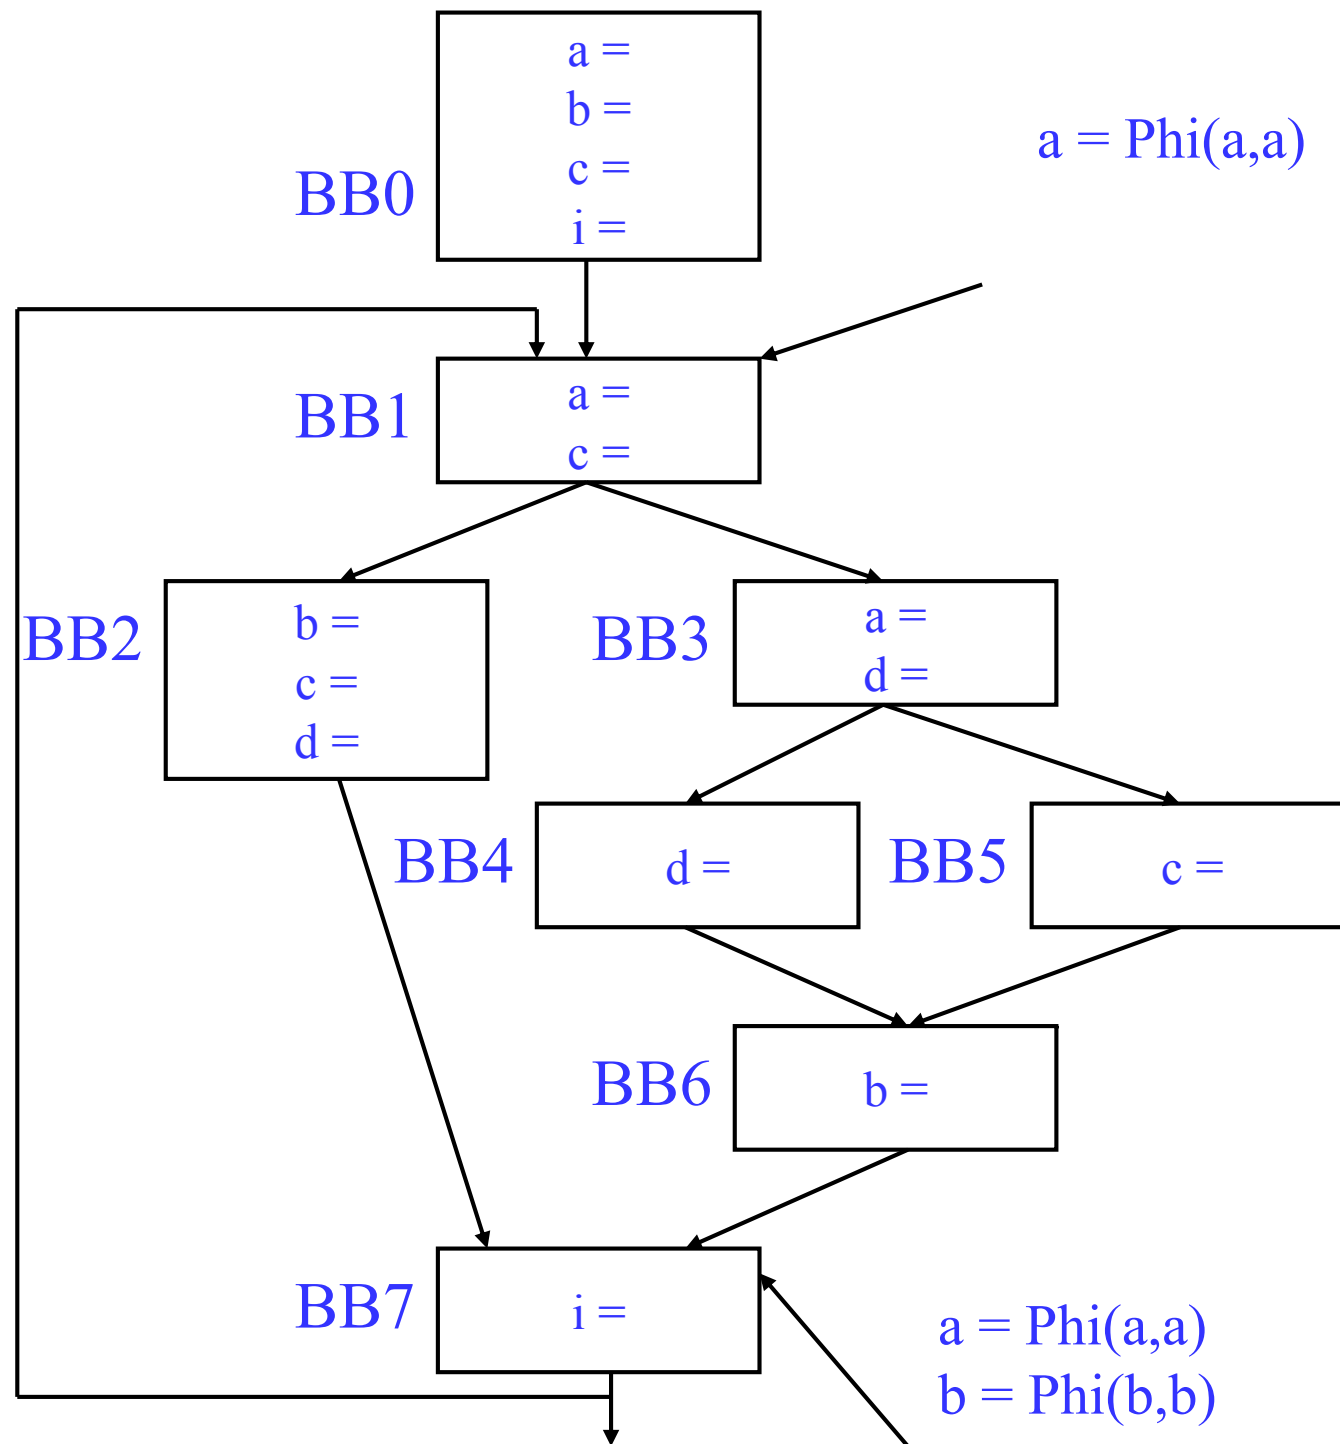 a =
b =
c =
i =
BB0
a = Phi(a,a)
BB1
a =
c =
BB2
b =
c =
d =
BB3
a =
d =
BB4
d =
BB5
c =
BB6
b =
BB7
i =
a = Phi(a,a)
b = Phi(b,b)